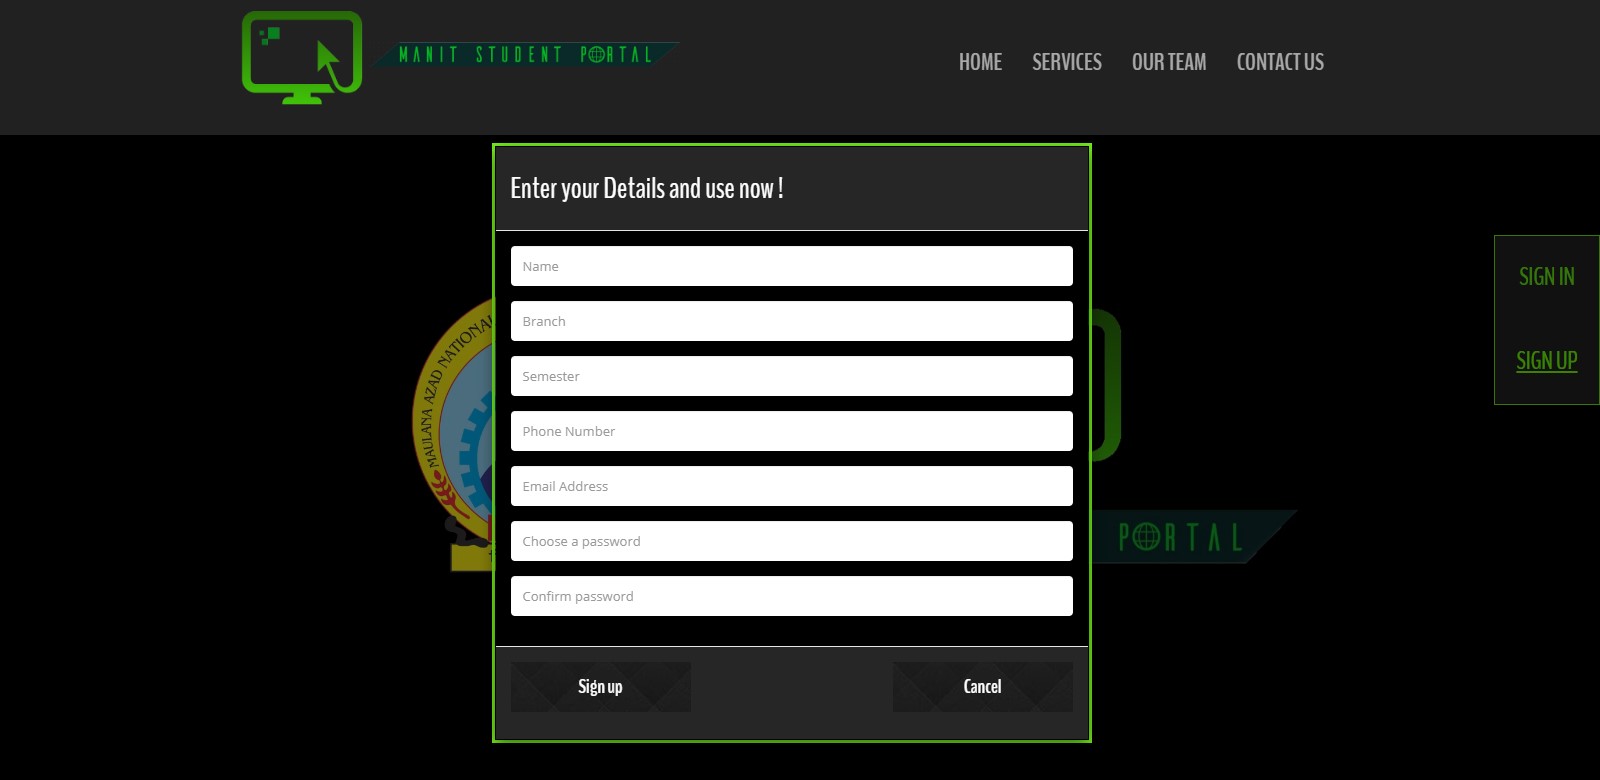 MANIT STUDENT PORTAL
HOME SERVICES OUR TEAM CONTACT US
Enter your Details and use now !
Name
Branch
Semester
Phone Number
Email Address
Choose a password
Confirm password
Sign up Cancel
SIGN IN
SIGN UP
MAULANA AZAD NATIONAL
PORTAL